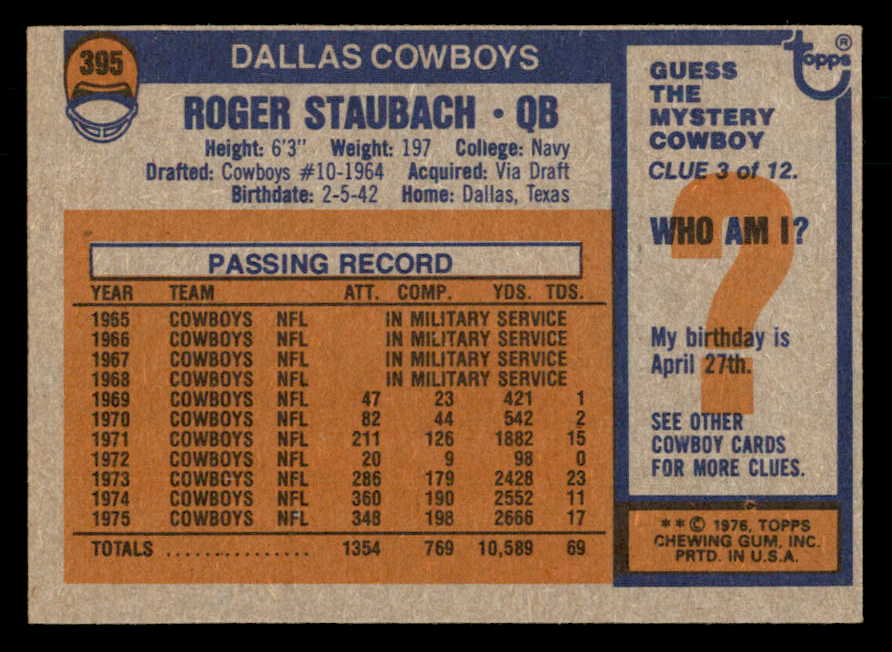 395
DALLAS COWBOYS
ROGER STAUBACH • QB
Height: 6'3" Weight: 197 College: Navy
Drafted: Cowboys #10-1964 Acquired: Via Draft
Birthdate: 2-5-42 Home: Dallas, Texas
PASSING RECORD
YEAR TEAM ATT. COMP. YDS. TDS.
1965 COWBOYS NFL IN MILITARY SERVICE
1966 COWBOYS NFL IN MILITARY SERVICE
1967 COWBOYS NFL IN MILITARY SERVICE
1968 COWBOYS NFL IN MILITARY SERVICE
1969 COWBOYS NFL 47 23 421 1
1970 COWBOYS NFL 82 44 542 2
1971 COWBOYS NFL 211 126 1882 15
1972 COWBOYS NFL 20 9 98 0
1973 COWBOYS NFL 286 179 2428 23
1974 COWBOYS NFL 360 190 2552 11
1975 COWBOYS NFL 348 198 2666 17
TOTALS ............... 1354 769 10,589 69
topps®
GUESS
THE
MYSTERY
COWBOY
CLUE 3 of 12.
?
WHO AM I?
My birthday is
April 27th.
SEE OTHER
COWBOY CARDS
FOR MORE CLUES.
**© 1976, TOPPS
CHEWING GUM, INC.
PRTD. IN U.S.A.